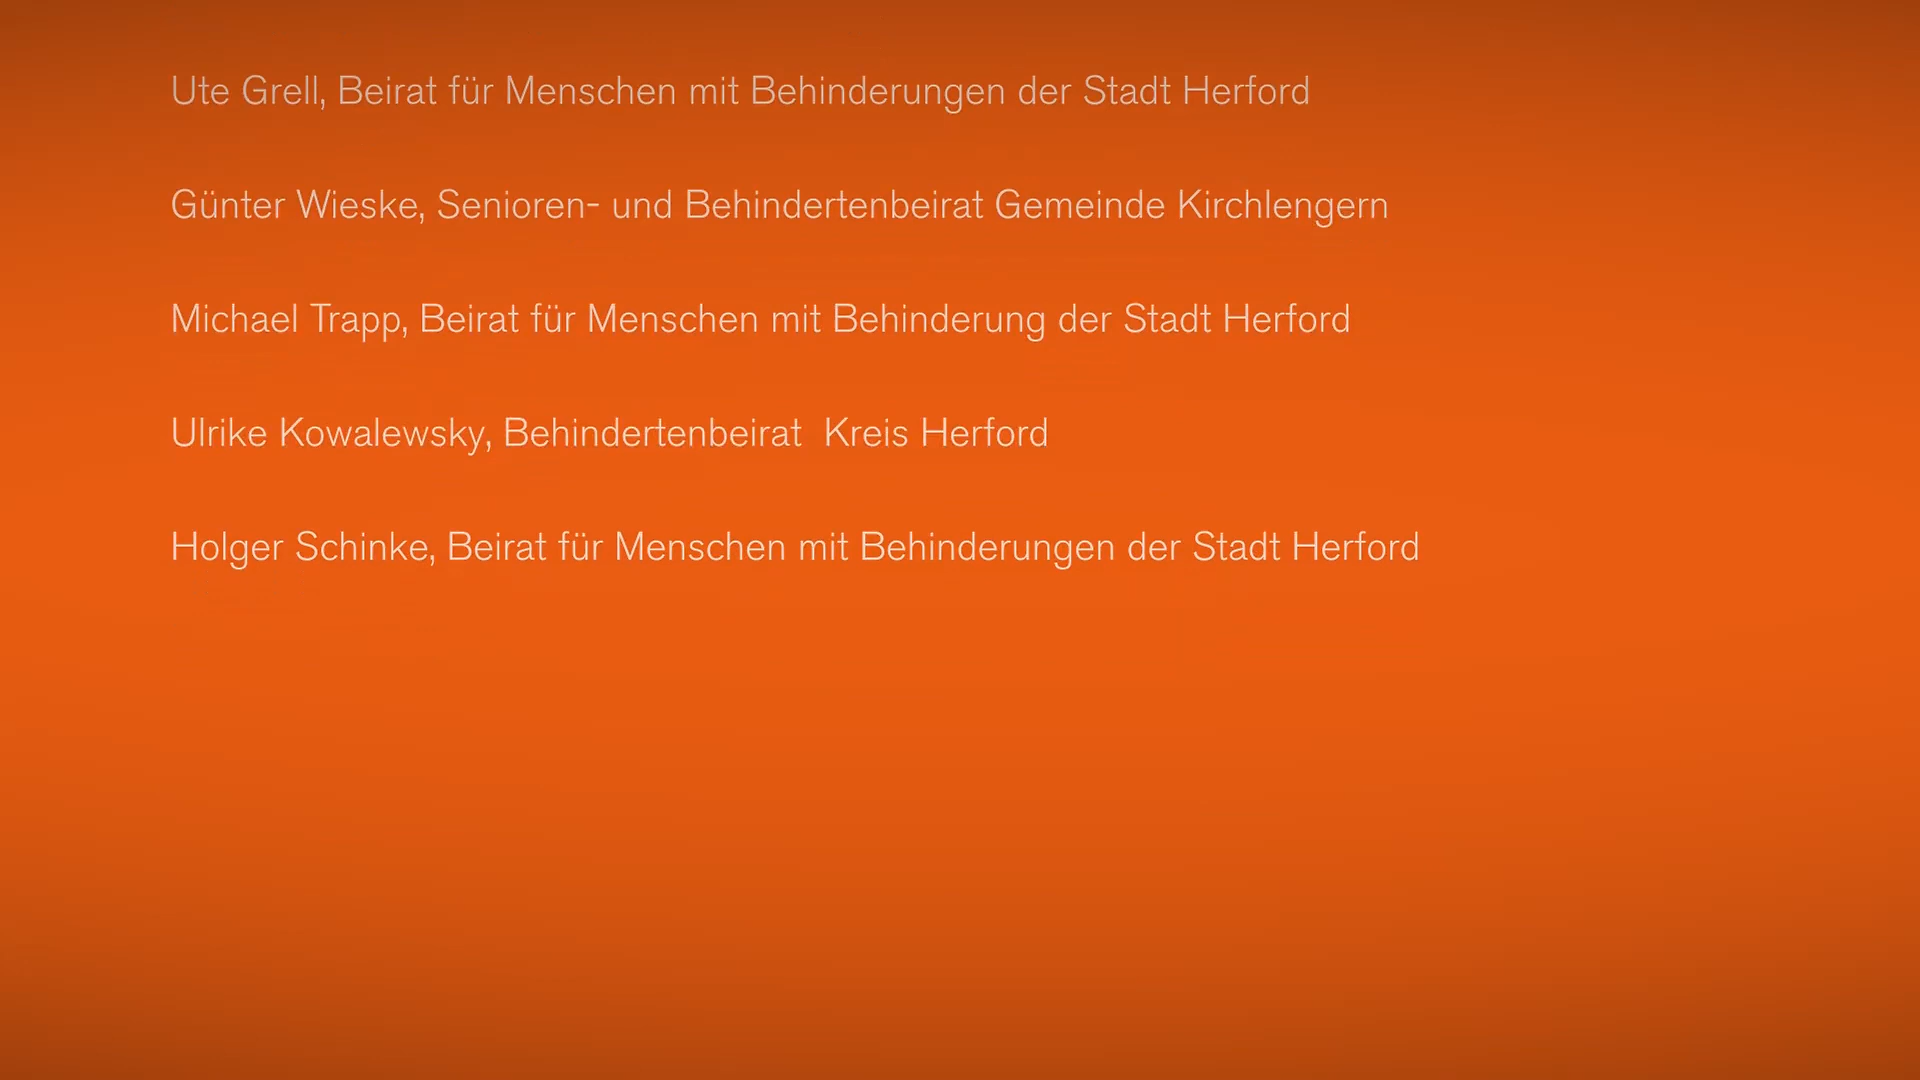 Ute Grell, Beirat für Menschen mit Behinderungen der Stadt Herford
Günter Wieske, Senioren- und Behindertenbeirat Gemeinde Kirchlengern
Michael Trapp, Beirat für Menschen mit Behinderung der Stadt Herford
Ulrike Kowalewsky, Behindertenbeirat  Kreis Herford
Holger Schinke, Beirat für Menschen mit Behinderungen der Stadt Herford